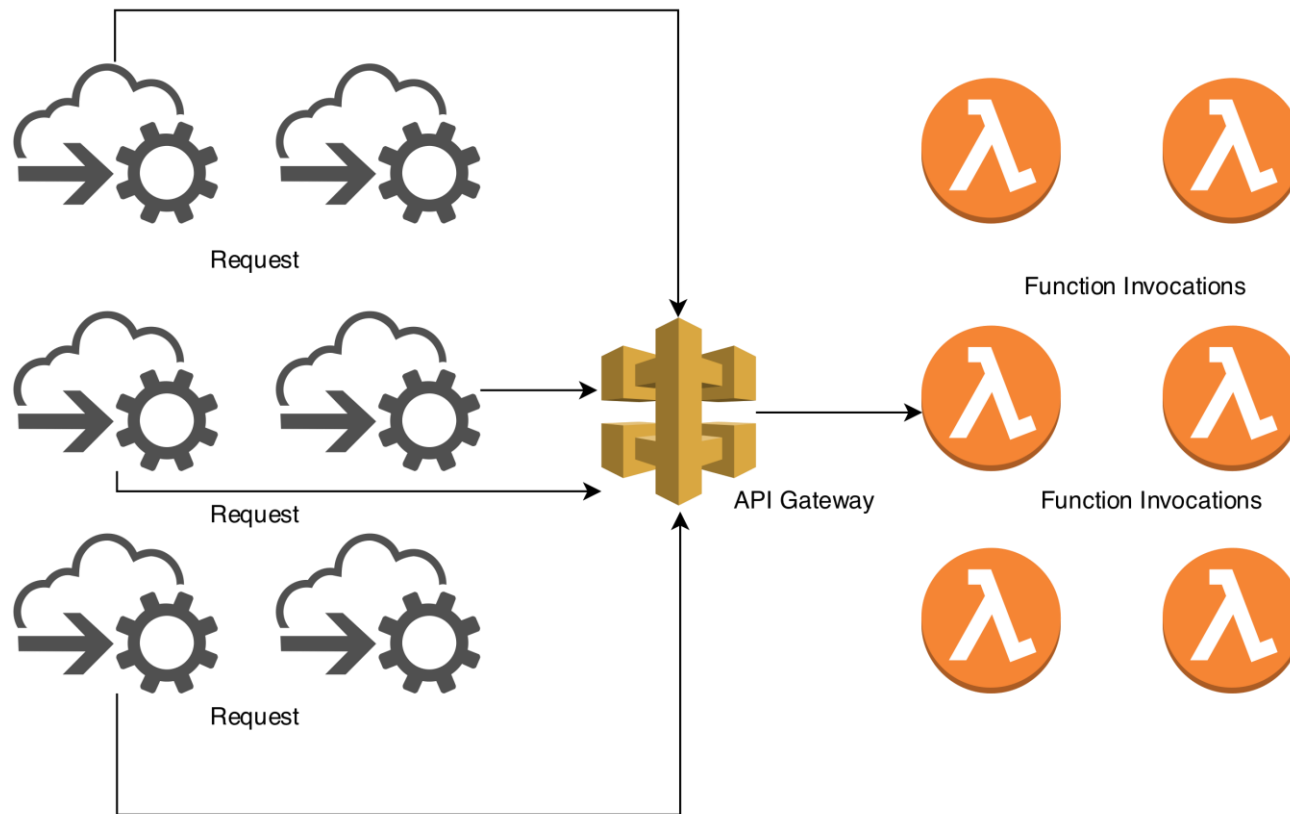 Request
Function Invocations
Request
API Gateway
Function Invocations
Request